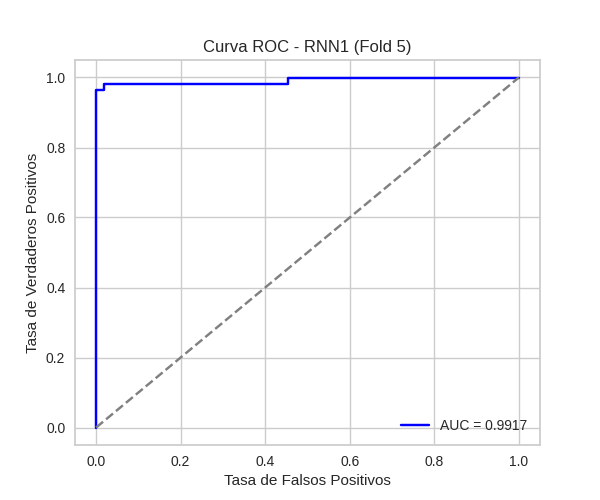 Curva ROC - RNN1 (Fold 5)
Tasa de Verdaderos Positivos
1.0
0.8
0.6
0.4
0.2
0.0
AUC = 0.9917
0.0 0.2 0.4 0.6 0.8 1.0
Tasa de Falsos Positivos